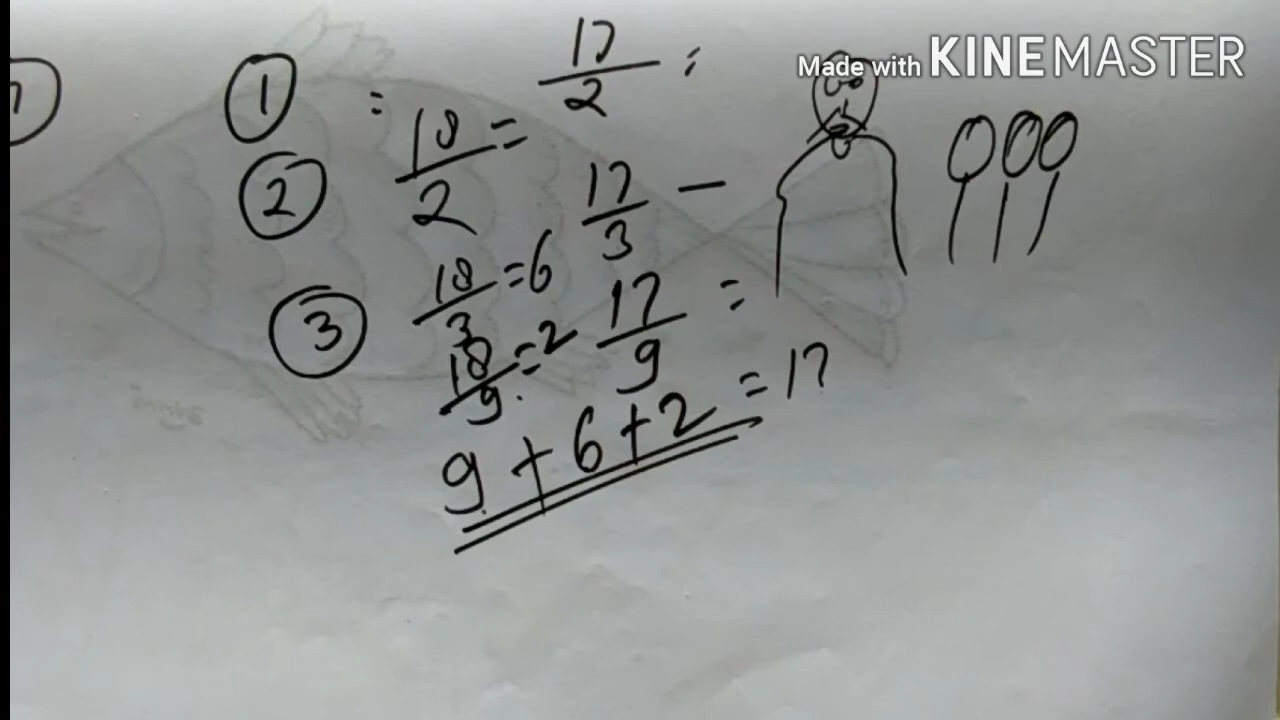 Made with KINEMASTER
① = 17/2 =
② 18/2 = 17/3 −
③ 18/3 = 6 17/9 =
18/9 = 2
9 + 6 + 2 = 17